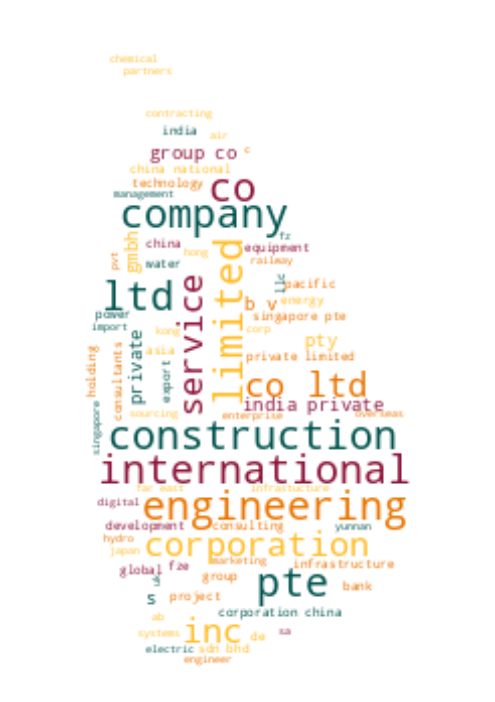 chemical
partners
contracting
india
air
group co
c
china national
technology
co
management
company
fz
gmbh
china
hong
limited
equipment
railway
pvt
water
llc
pacific
ltd
service
b v
energy
power
singapore pte
import
kong
corp
private
pty
holding
consultants
asia
export
private limited
co ltd
india private
singapore
sourcing
enterprise
overseas
construction
international
far east
infrastucture
digital
engineering
development
consulting
yunnan
hydro
corporation
japan
marketing
infrastructure
global
fze
group
pte
bank
s
project
corporation china
ab
systems
inc
de
sa
electric
sdn bhd
engineer